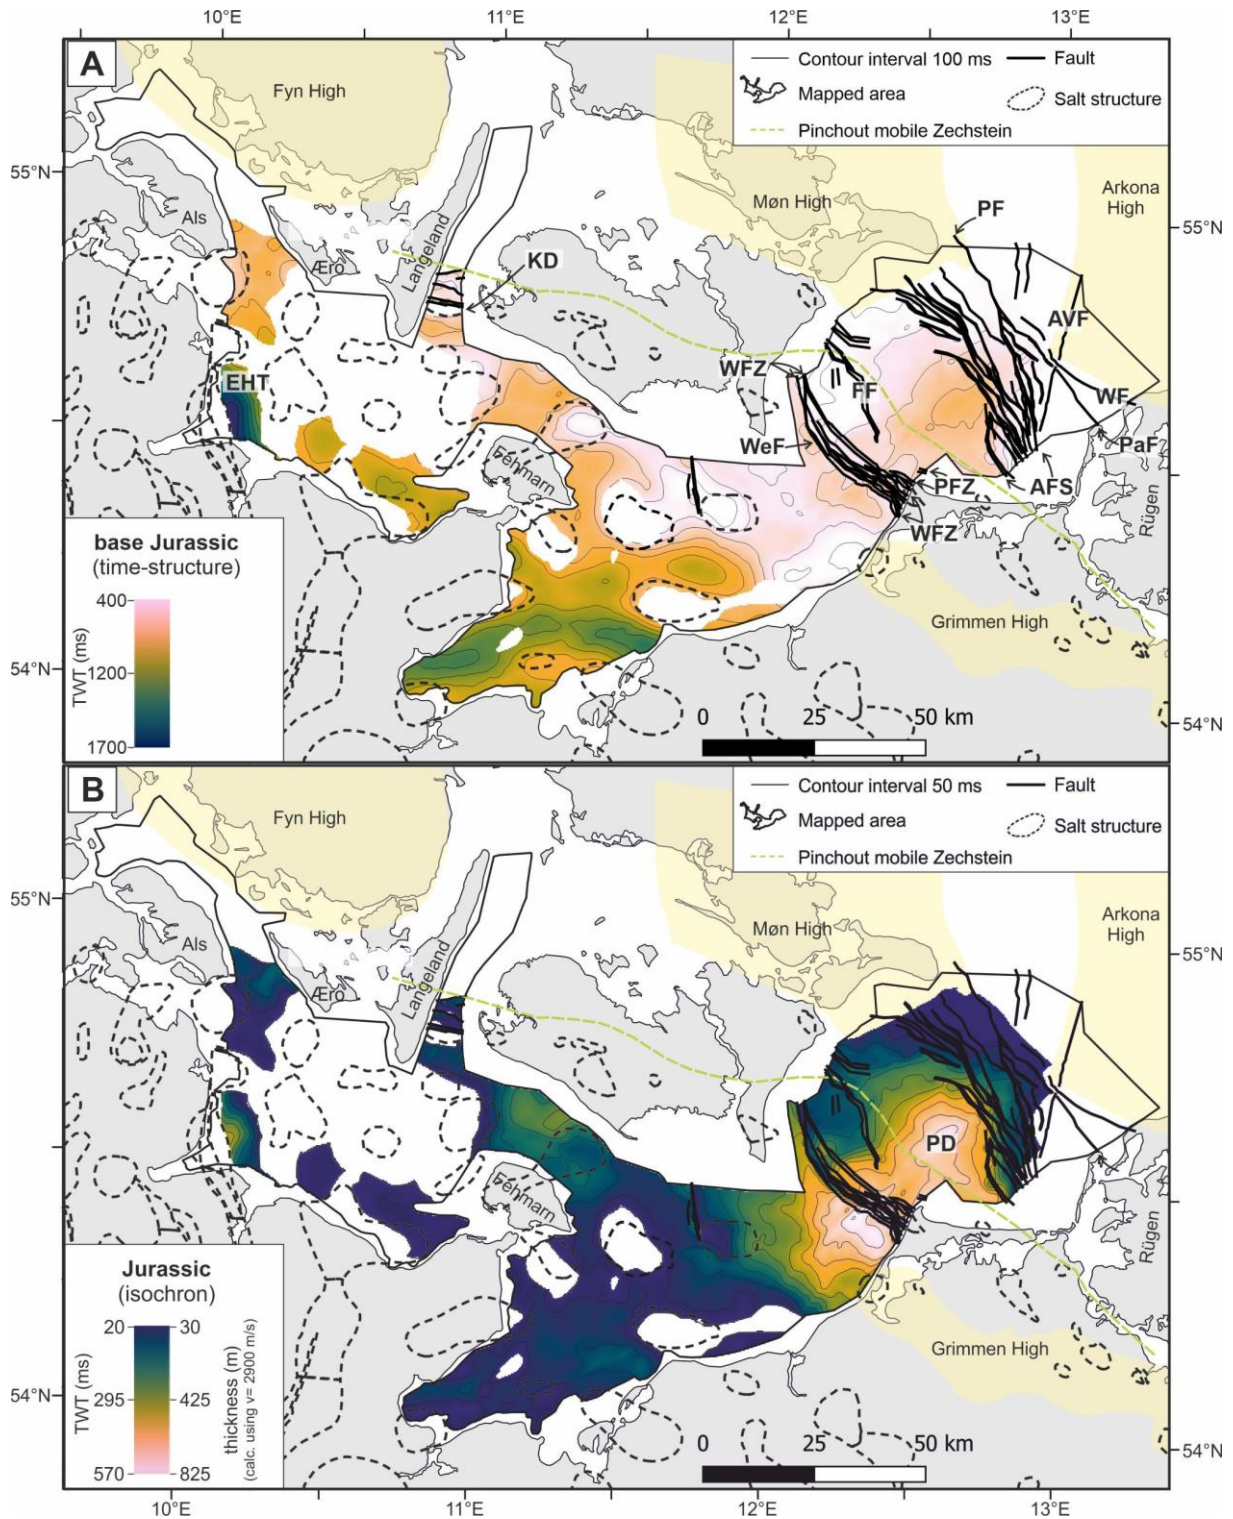 10°E
11°E
12°E
13°E
A
Fyn High
Contour interval 100 ms
Fault
Mapped area
Salt structure
Pinchout mobile Zechstein
55°N
55°N
Als
Ærø
Langeland
Møn High
Arkona
High
PF
KD
AVF
WFZ
EHT
FF
WF
WeF
PaF
Fehmarn
PFZ
AFS
WFZ
Rügen
base Jurassic
(time-structure)
400
1200
1700
TWT (ms)
Grimmen High
54°N
54°N
0
25
50 km
B
Fyn High
Contour interval 50 ms
Fault
Mapped area
Salt structure
Pinchout mobile Zechstein
55°N
55°N
Als
Ærø
Langeland
Møn High
Arkona
High
PD
Fehmarn
Rügen
Jurassic
(isochron)
20
30
295
425
570
825
TWT (ms)
thickness (m)
(calc. using v= 2900 m/s)
Grimmen High
54°N
54°N
0
25
50 km
10°E
11°E
12°E
13°E